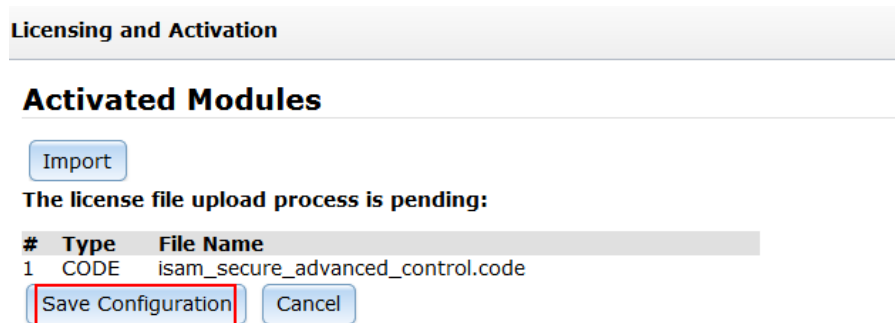 Licensing and Activation
Activated Modules
Import
The license file upload process is pending:
# Type File Name
1 CODE isam_secure_advanced_control.code
Save Configuration Cancel